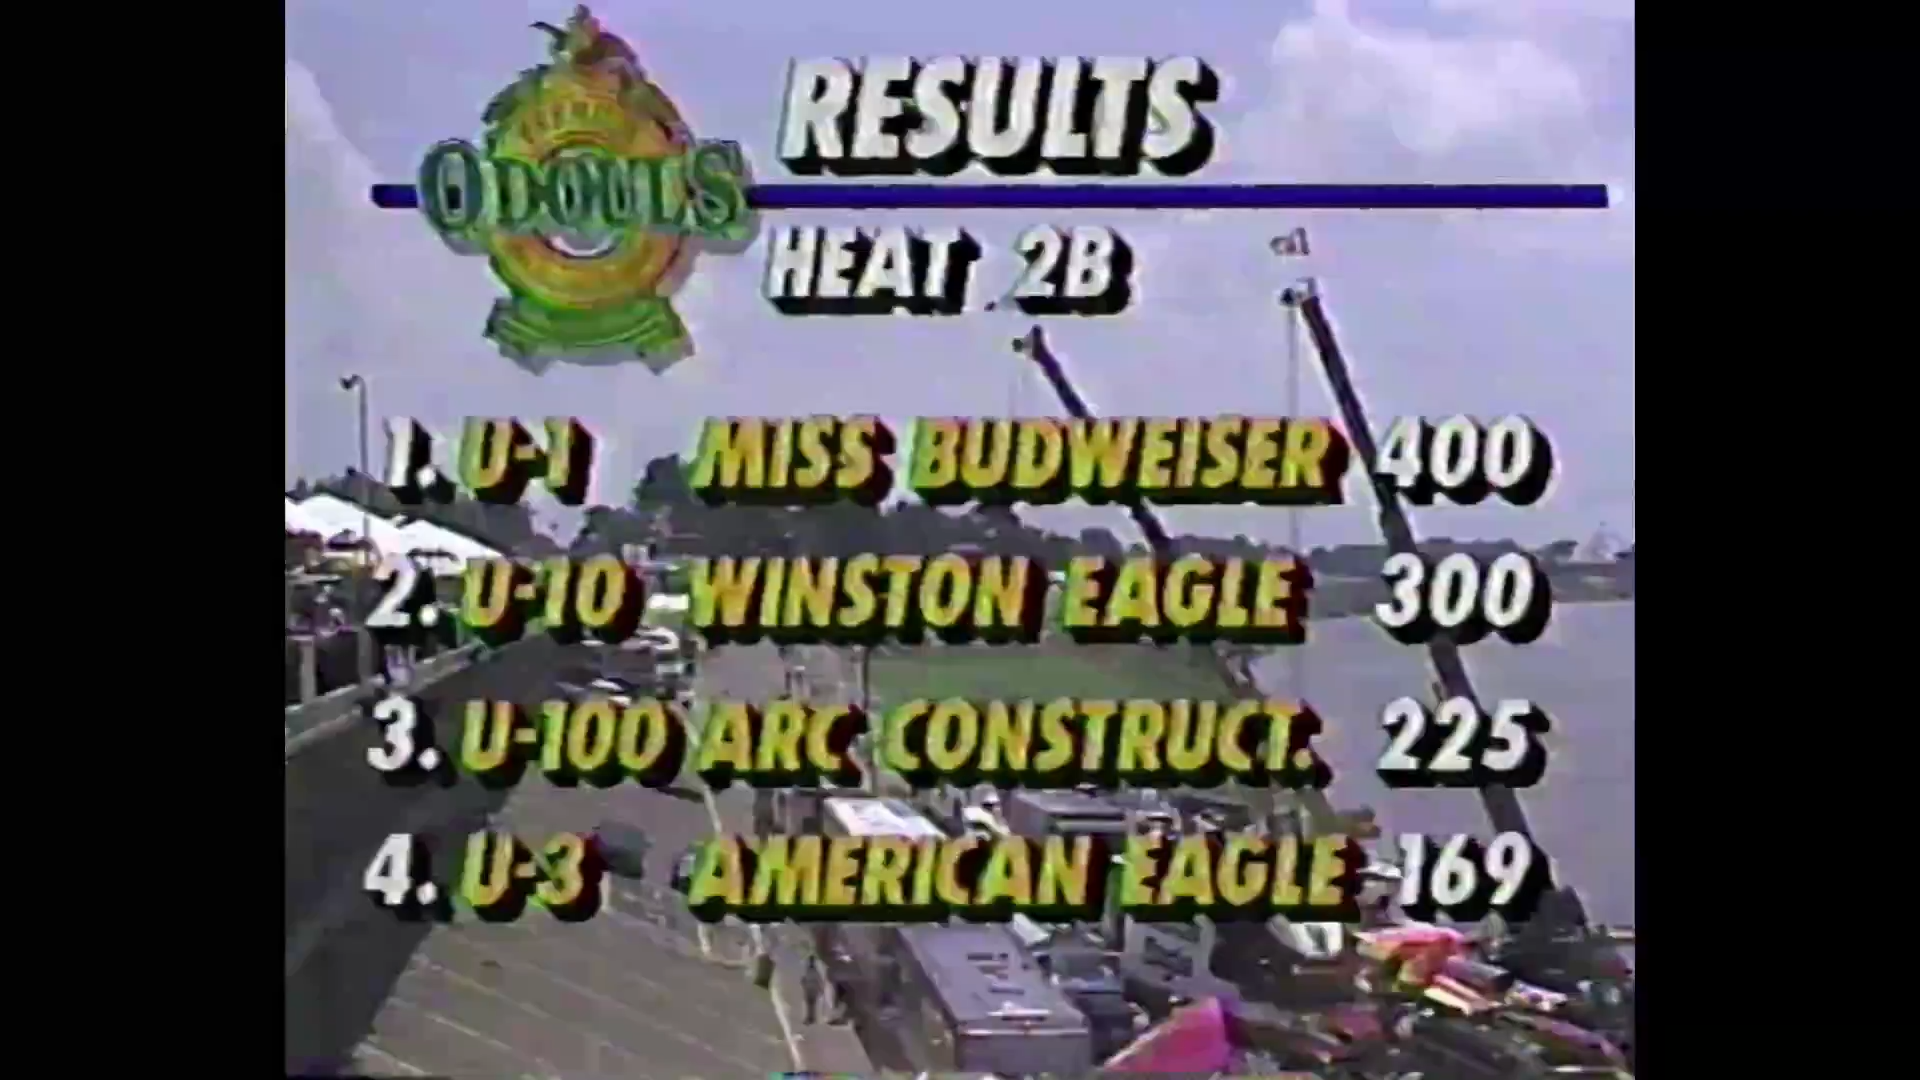 RESULTS
ODOULS
HEAT 2B
1. U-1 MISS BUDWEISER 400
2. U-10 WINSTON EAGLE 300
3. U-100 ARC CONSTRUCT. 225
4. U-3 AMERICAN EAGLE 169